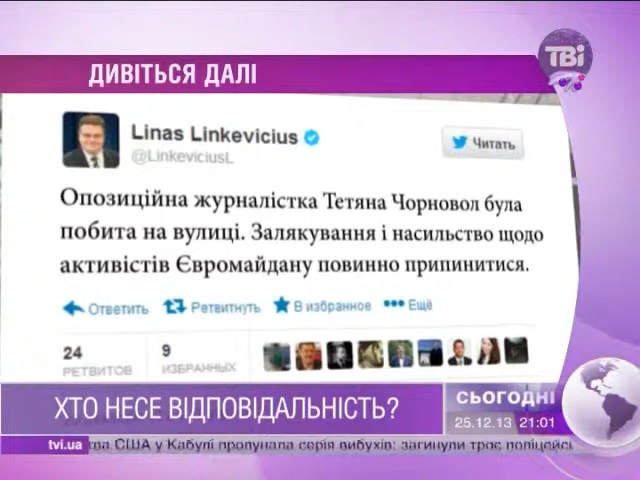 ДИВІТЬСЯ ДАЛІ
ТВі
Linas Linkevicius
@LinkeviciusL
Читать
Опозиційна журналістка Тетяна Чорновол була
побита на вулиці. Залякування і насильство щодо
активістів Євромайдану повинно припинитися.
Ответить Ретвитнуть В избранное Ещё
24
РЕТВИТОВ
9
ИЗБРАННЫХ
ХТО НЕСЕ ВІДПОВІДАЛЬНІСТЬ?
СЬОГОДНІ
25.12.13 21:01
tvi.ua
США у Кабулі пролунала серія вибухів: загинули троє